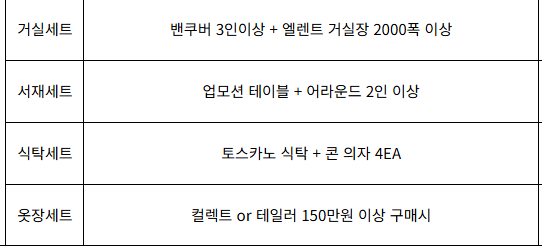 거실세트 밴쿠버 3인이상 + 엘렌트 거실장 2000폭 이상
서재세트 업모션 테이블 + 어라운드 2인 이상
식탁세트 토스카노 식탁 + 콘 의자 4EA
옷장세트 컬렉트 or 테일러 150만원 이상 구매시